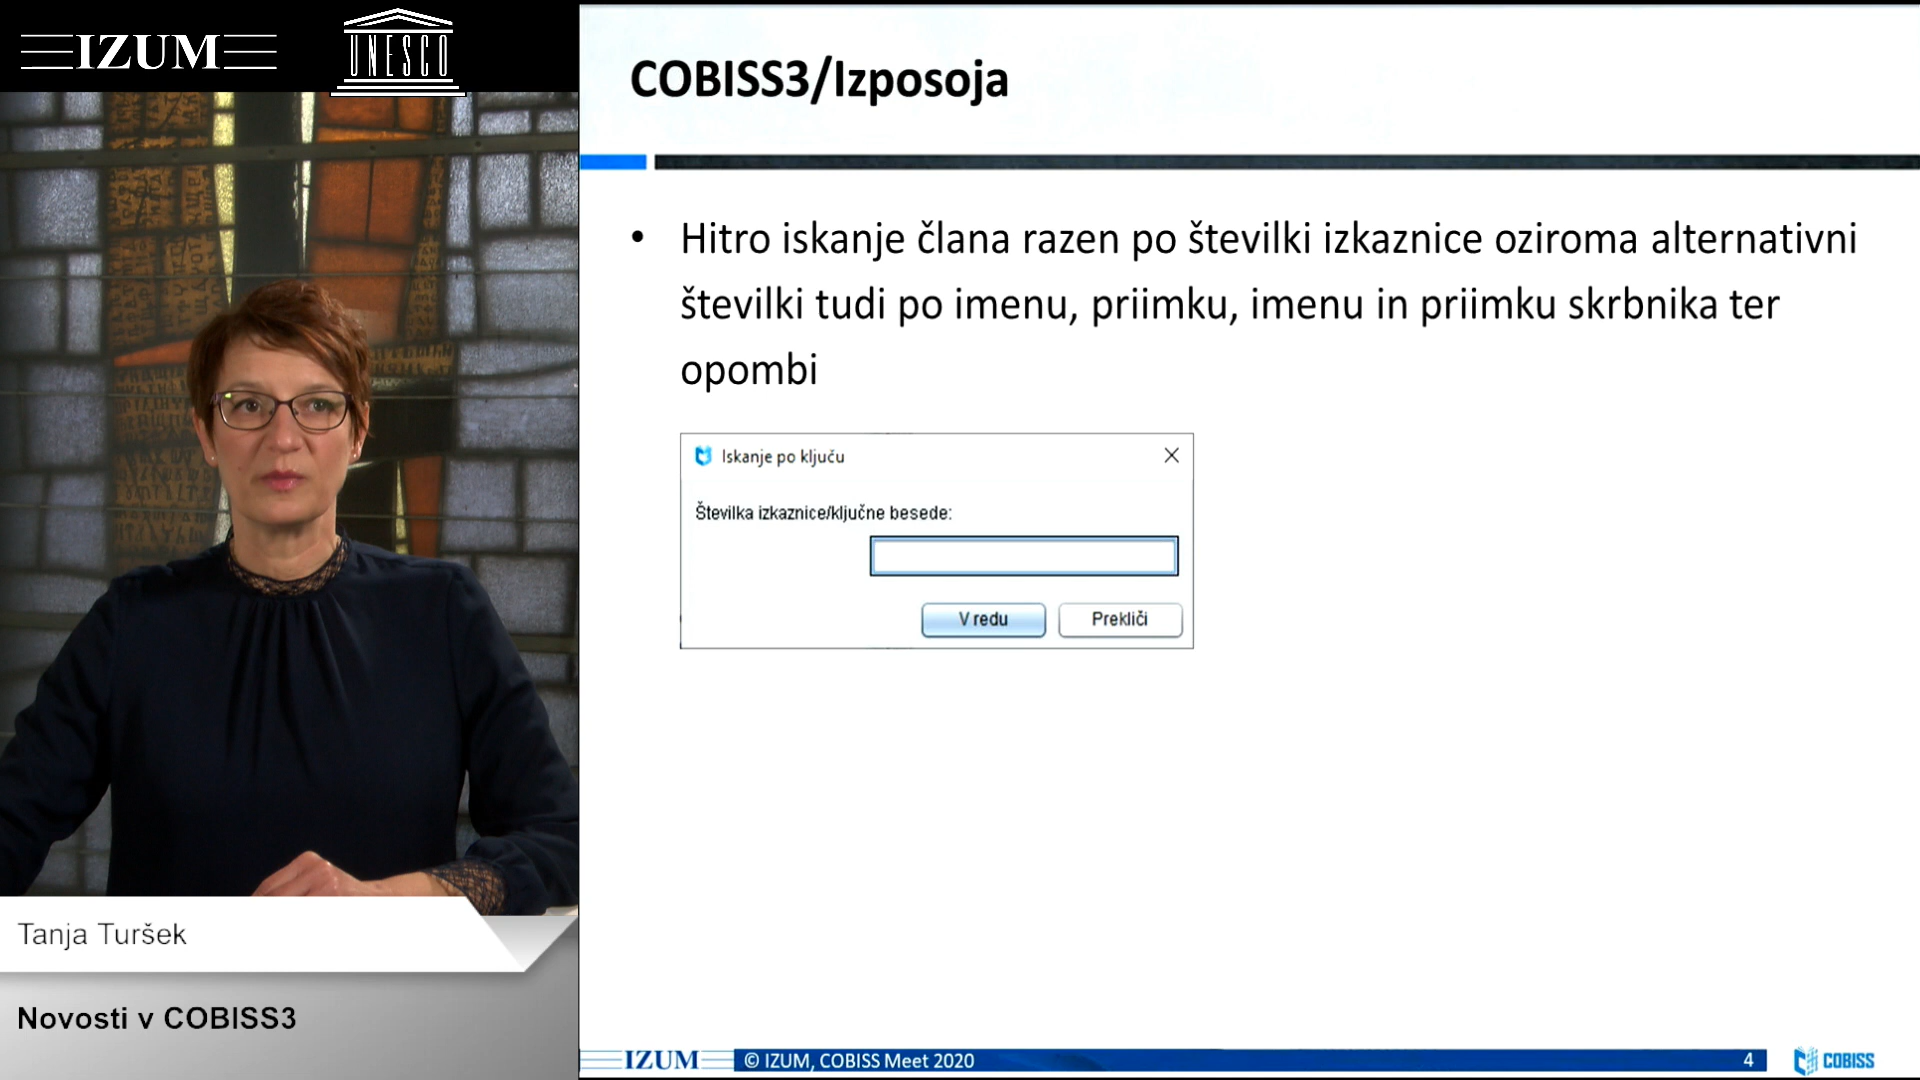 IZUM
UNESCO
COBISS3/Izposoja
• Hitro iskanje člana razen po številki izkaznice oziroma alternativni
številki tudi po imenu, priimku, imenu in priimku skrbnika ter
opombi
Iskanje po ključu
Številka izkaznice/ključne besede:
V redu
Prekliči
Tanja Turšek
Novosti v COBISS3
IZUM
© IZUM, COBISS Meet 2020
4
COBISS